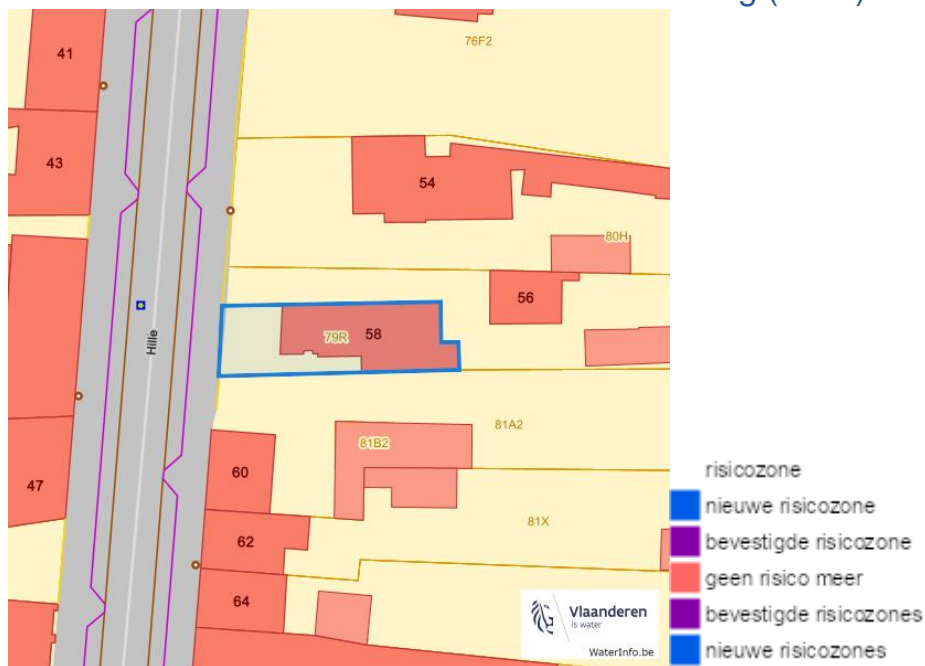 41
76F2
43
54
80H
56
Hille
79R
58
81A2
81B2
60
47
81X
62
64
Vlaanderen
is water
WaterInfo.be
risicozone
nieuwe risicozone
bevestigde risicozone
geen risico meer
bevestigde risicozones
nieuwe risicozones